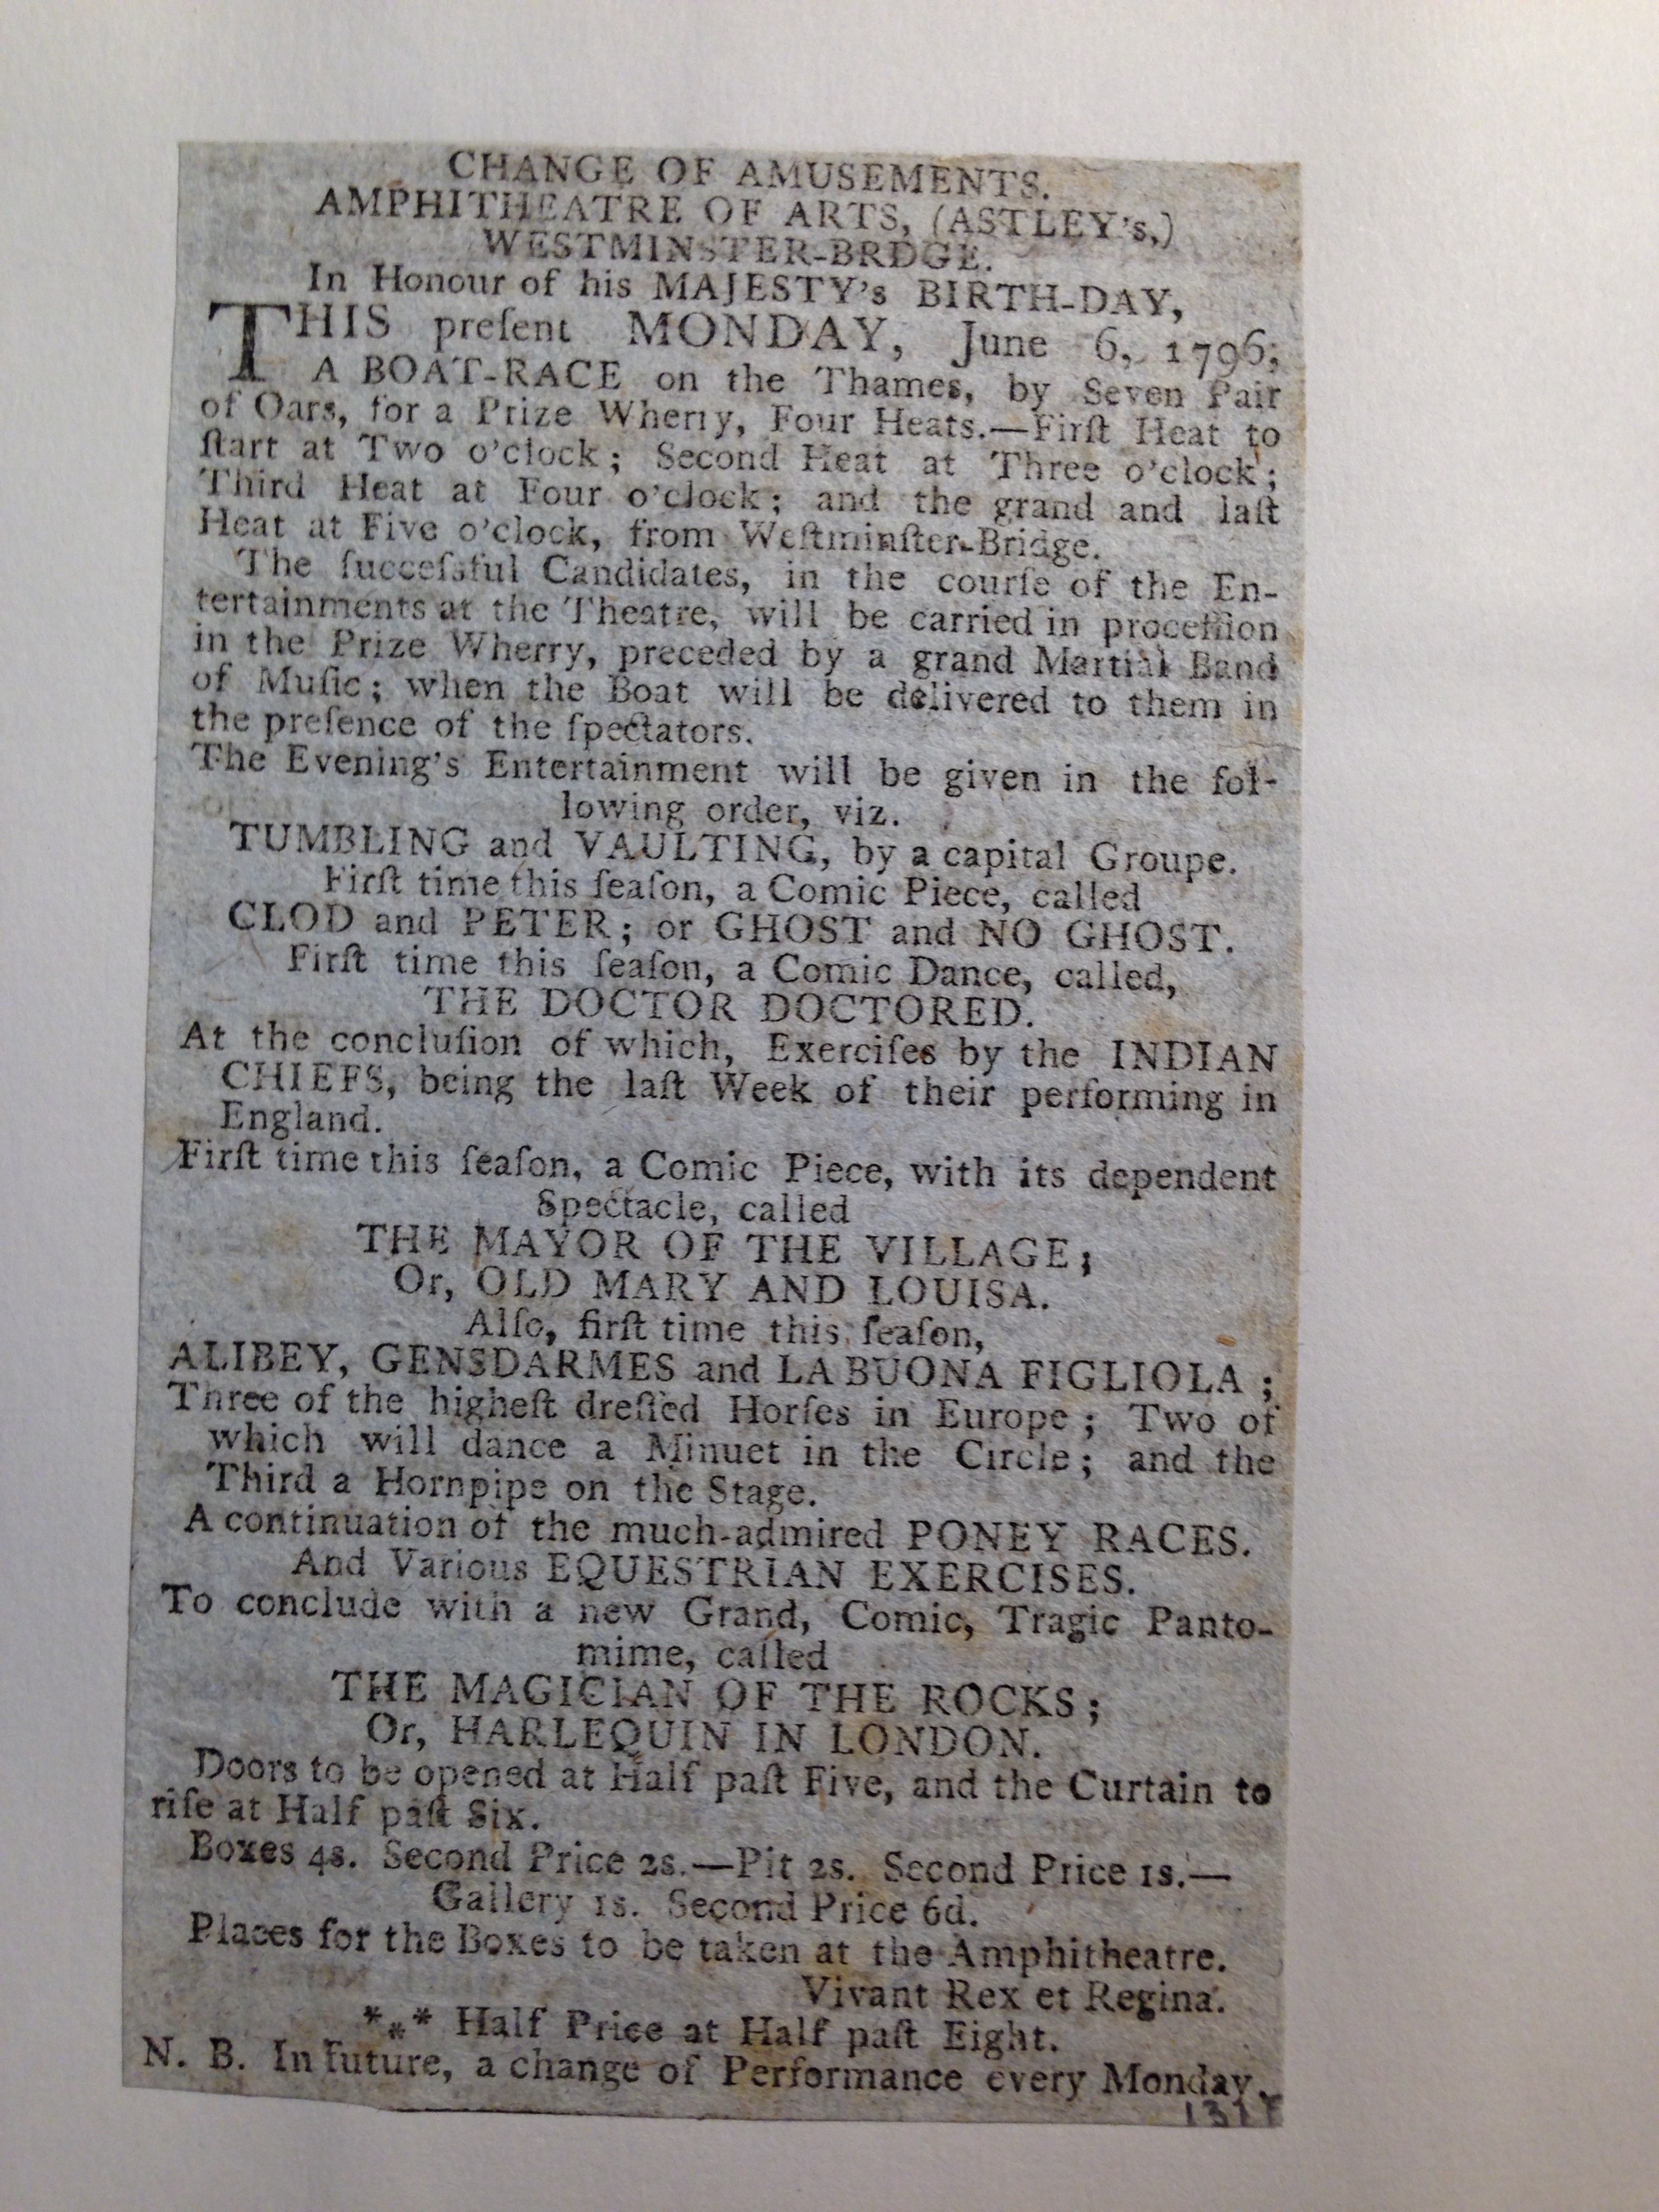 CHANGE OF AMUSEMENTS.
AMPHITHEATRE OF ARTS, (ASTLEY's,)
WESTMINSTER-BRDGE.
In Honour of his MAJESTY's BIRTH-DAY,
THIS preſent MONDAY, June 6, 1796,
A BOAT-RACE on the Thames, by Seven Pair
of Oars, for a Prize Wherry, Four Heats.—Firſt Heat to
ſtart at Two o'clock; Second Heat at Three o'clock;
Third Heat at Four o'clock; and the grand and laſt
Heat at Five o'clock, from Weſtminſter-Bridge.
The ſucceſsful Candidates, in the courſe of the En-
tertainments at the Theatre, will be carried in proceſſion
in the Prize Wherry, preceded by a grand Martial Band
of Muſic; when the Boat will be delivered to them in
the preſence of the ſpectators.
The Evening's Entertainment will be given in the fol-
lowing order, viz.
TUMBLING and VAULTING, by a capital Groupe.
Firſt time this ſeaſon, a Comic Piece, called
CLOD and PETER; or GHOST and NO GHOST.
Firſt time this ſeaſon, a Comic Dance, called,
THE DOCTOR DOCTORED.
At the concluſion of which, Exerciſes by the INDIAN
CHIEFS, being the laſt Week of their performing in
England.
Firſt time this ſeaſon, a Comic Piece, with its dependent
Spectacle, called
THE MAYOR OF THE VILLAGE;
Or, OLD MARY AND LOUISA.
Alſo, firſt time this ſeaſon,
ALIBEY, GENSDARMES and LA BUONA FIGLIOLA;
Three of the higheſt dreſſed Horſes in Europe; Two of
which will dance a Minuet in the Circle; and the
Third a Hornpipe on the Stage.
A continuation of the much-admired PONEY RACES.
And Various EQUESTRIAN EXERCISES.
To conclude with a new Grand, Comic, Tragic Panto-
mime, called
THE MAGICIAN OF THE ROCKS;
Or, HARLEQUIN IN LONDON.
Doors to be opened at Half paſt Five, and the Curtain to
riſe at Half paſt Six.
Boxes 4s. Second Price 2s.—Pit 2s. Second Price 1s.—
Gallery 1s. Second Price 6d.
Places for the Boxes to be taken at the Amphitheatre.
Vivant Rex et Regina.
*⁎* Half Price at Half paſt Eight.
N. B. In future, a change of Performance every Monday.